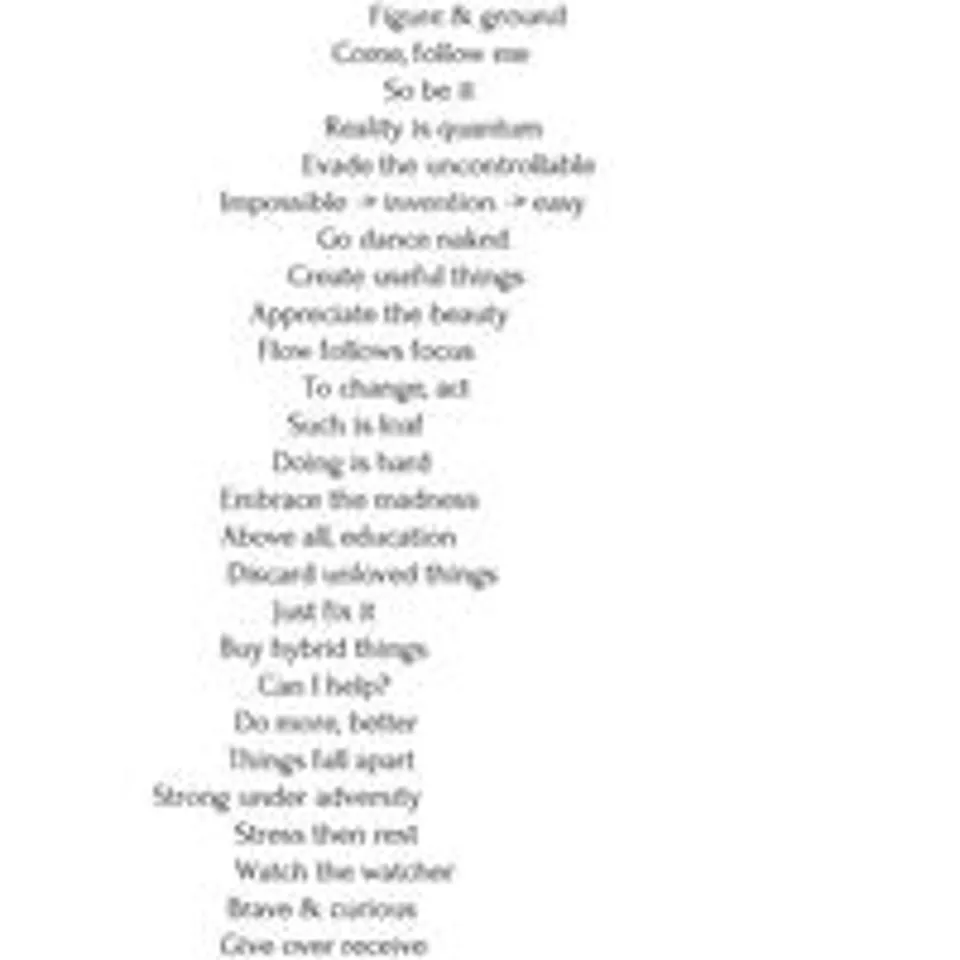 Figure & ground
Come, follow me
So be it
Reality is quantum
Evade the uncontrollable
Impossible -> invention -> easy
Go dance naked
Create useful things
Appreciate the beauty
Flow follows focus
To change, act
Such is
Doing is hard
Embrace the madness
Above all, education
Discard unloved things
Just fix it
Buy hybrid things
Can I help?
Do more, better
Things fall apart
Strong under adversity
Stress then rest
Watch the watcher
Brave & curious
Give over receive